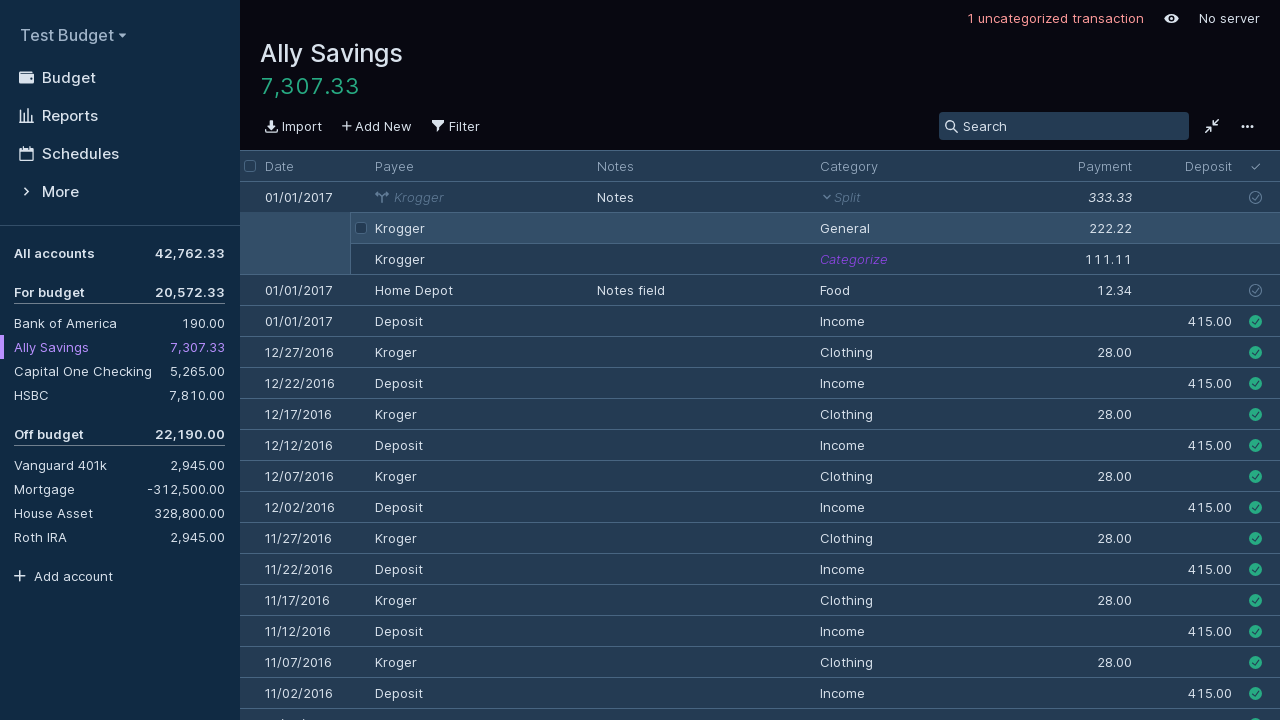 Test Budget
Budget
Reports
Schedules
More
All accounts 42,762.33
For budget 20,572.33
Bank of America 190.00
Ally Savings 7,307.33
Capital One Checking 5,265.00
HSBC 7,810.00
Off budget 22,190.00
Vanguard 401k 2,945.00
Mortgage -312,500.00
House Asset 328,800.00
Roth IRA 2,945.00
Add account
1 uncategorized transaction No server
Ally Savings
7,307.33
Import Add New Filter Search
Date Payee Notes Category Payment Deposit
01/01/2017 Krogger Notes Split 333.33
Krogger General 222.22
Krogger Categorize 111.11
01/01/2017 Home Depot Notes field Food 12.34
01/01/2017 Deposit Income 415.00
12/27/2016 Kroger Clothing 28.00
12/22/2016 Deposit Income 415.00
12/17/2016 Kroger Clothing 28.00
12/12/2016 Deposit Income 415.00
12/07/2016 Kroger Clothing 28.00
12/02/2016 Deposit Income 415.00
11/27/2016 Kroger Clothing 28.00
11/22/2016 Deposit Income 415.00
11/17/2016 Kroger Clothing 28.00
11/12/2016 Deposit Income 415.00
11/07/2016 Kroger Clothing 28.00
11/02/2016 Deposit Income 415.00